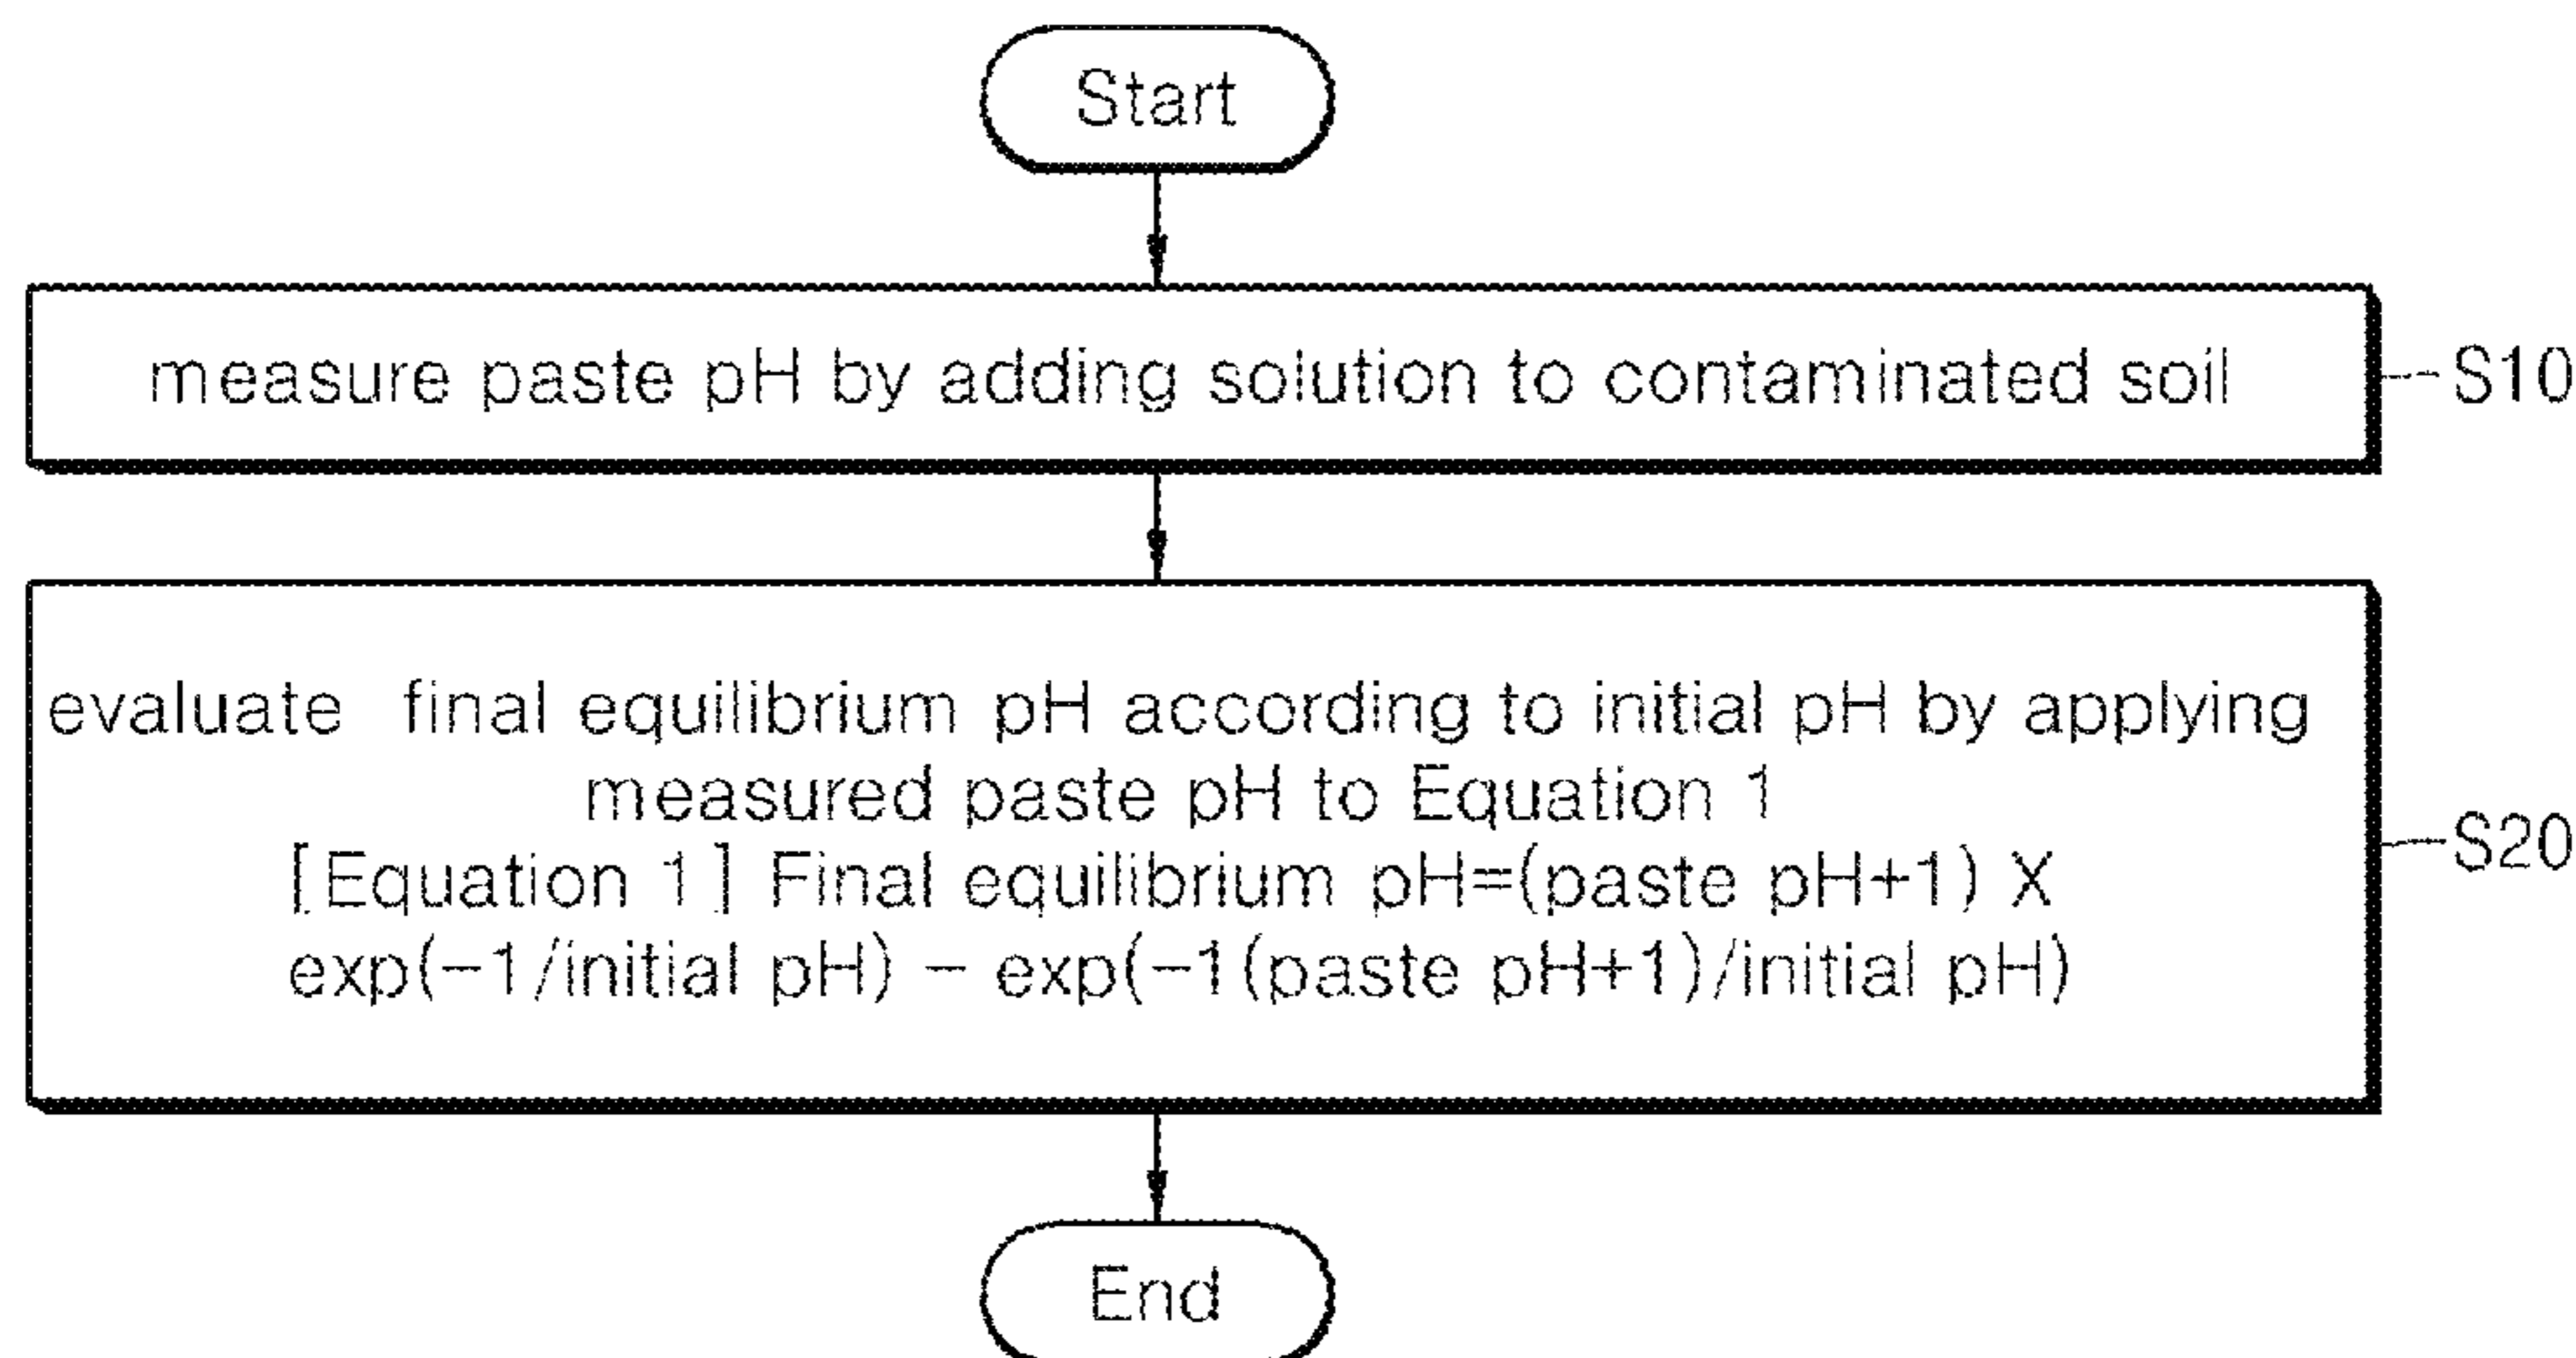 Start
measure paste pH by adding solution to contaminated soil
S10
evaluate final equilibrium pH according to initial pH by applying
measured paste pH to Equation 1
[Equation 1] Final equilibrium pH=(paste pH+1) X
exp(-1/initial pH) - exp(-1(paste pH+1)/initial pH)
S20
End